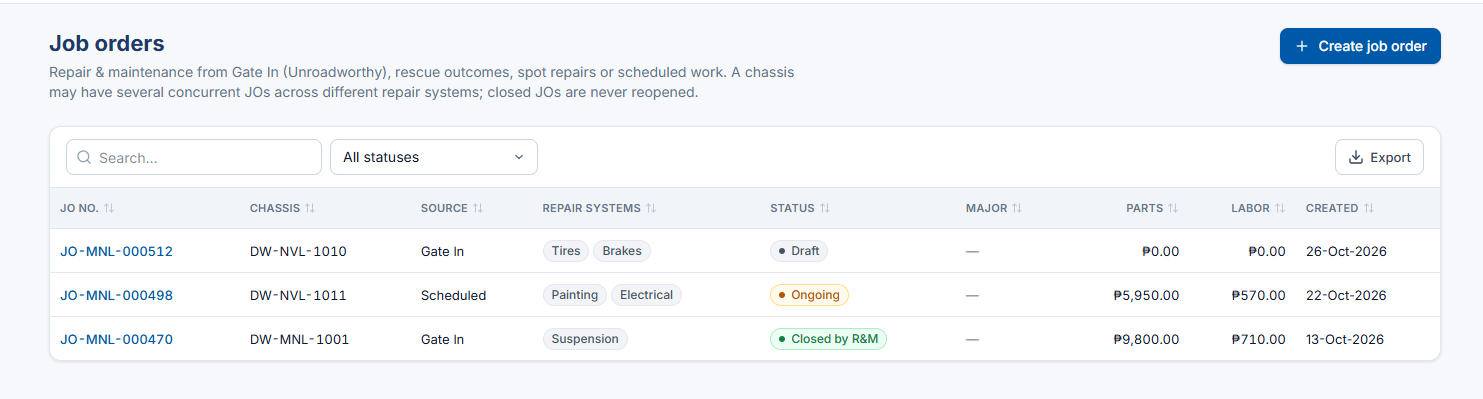 Job orders
+ Create job order
Repair & maintenance from Gate In (Unroadworthy), rescue outcomes, spot repairs or scheduled work. A chassis
may have several concurrent JOs across different repair systems; closed JOs are never reopened.
Search... All statuses Export
JO NO. CHASSIS SOURCE REPAIR SYSTEMS STATUS MAJOR PARTS LABOR CREATED
JO-MNL-000512 DW-NVL-1010 Gate In Tires Brakes Draft — ₱0.00 ₱0.00 26-Oct-2026
JO-MNL-000498 DW-NVL-1011 Scheduled Painting Electrical Ongoing — ₱5,950.00 ₱570.00 22-Oct-2026
JO-MNL-000470 DW-MNL-1001 Gate In Suspension Closed by R&M — ₱9,800.00 ₱710.00 13-Oct-2026